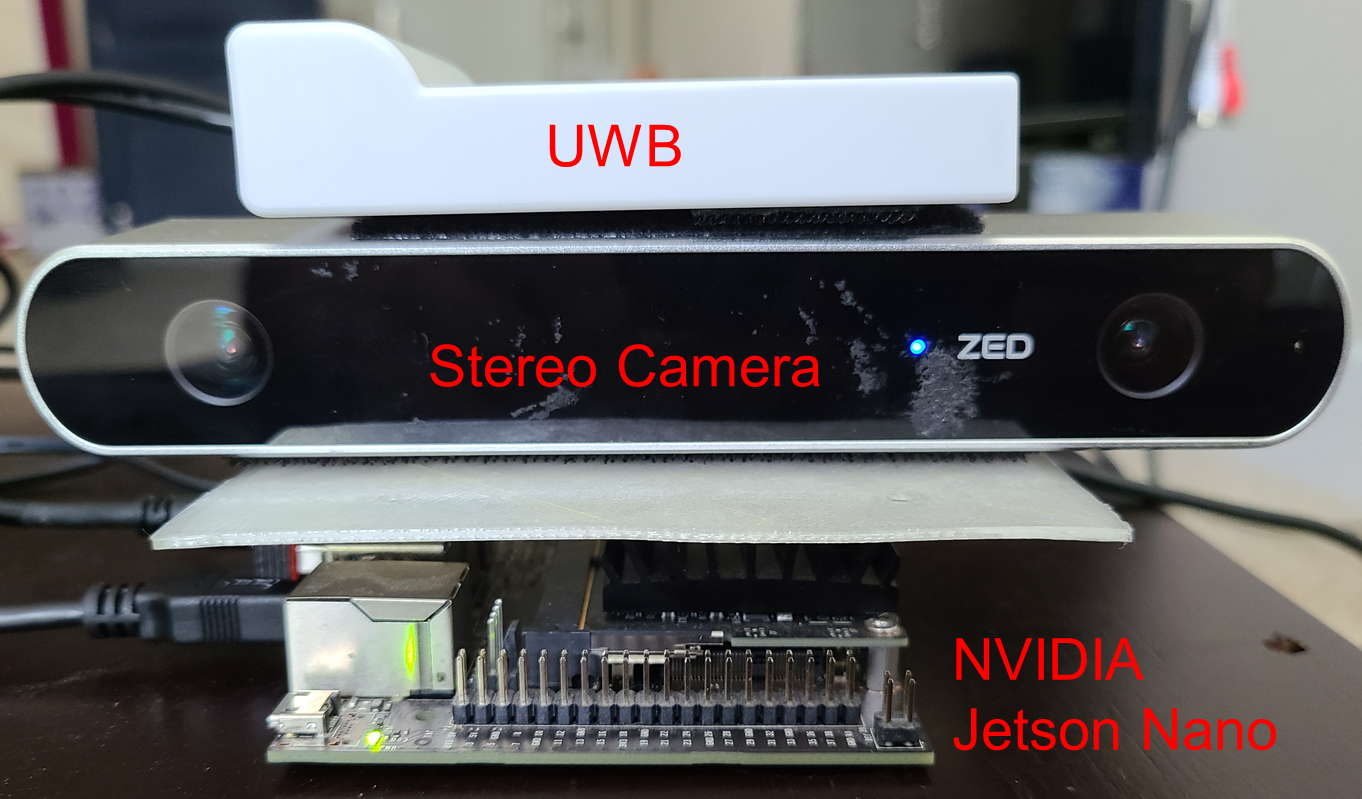 UWB
Stereo Camera
ZED
NVIDIA
Jetson Nano